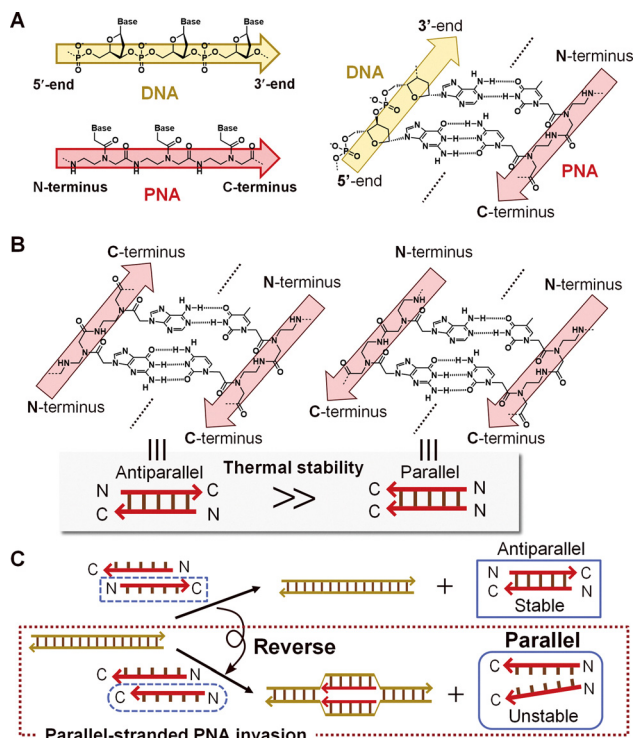 A
Base Base Base
5'-end 3'-end
DNA
Base Base Base
N-terminus C-terminus
PNA
3'-end
N-terminus
DNA
5'-end
PNA
C-terminus
B
C-terminus
N-terminus
N-terminus
N-terminus
N-terminus
C-terminus
C-terminus
C-terminus
Antiparallel Thermal stability Parallel
N C >> C N
C N C N
C
C N
N C
+
Antiparallel
N C
C N
Stable
Reverse
C N
C N
+
Parallel
C N
C N
Unstable
Parallel-stranded PNA invasion